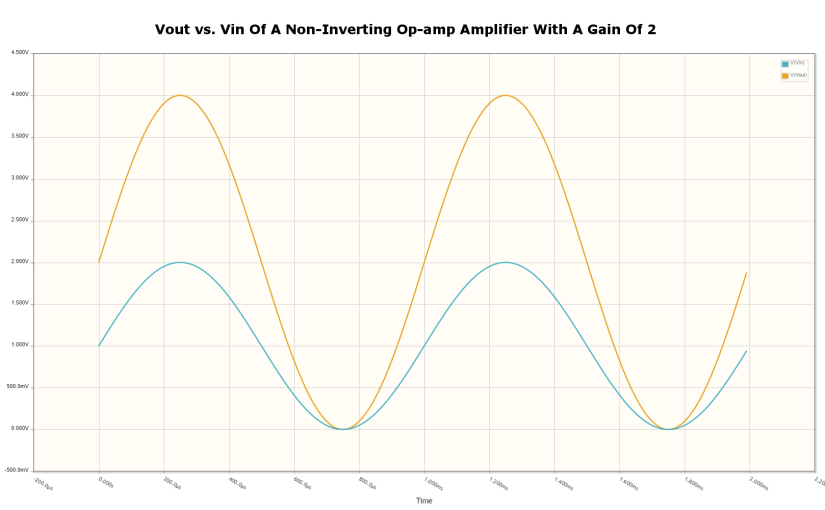 Vout vs. Vin Of A Non-Inverting Op-amp Amplifier With A Gain Of 2
4.500V
V(Vin)
V(Vout)
4.000V
3.500V
3.000V
2.500V
2.000V
1.500V
1.000V
500.0mV
0.000V
-500.0mV
-200.0µs 0.000s 200.0µs 400.0µs 600.0µs 800.0µs 1.000ms 1.200ms 1.400ms 1.600ms 1.800ms 2.000ms
Time